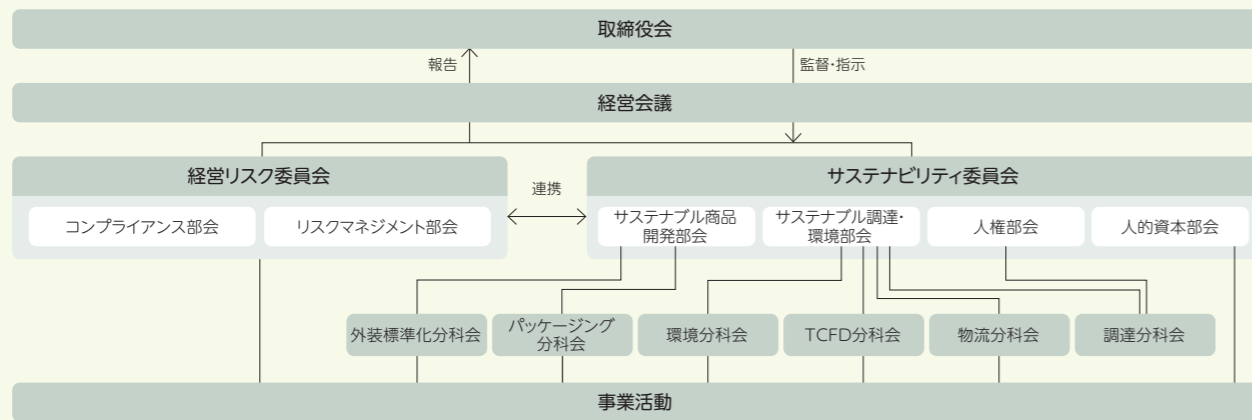 取締役会
報告
監督・指示
経営会議
経営リスク委員会
連携
サステナビリティ委員会
コンプライアンス部会
リスクマネジメント部会
サステナブル商品
開発部会
サステナブル調達・
環境部会
人権部会
人的資本部会
外装標準化分科会
パッケージング
分科会
環境分科会
TCFD分科会
物流分科会
調達分科会
事業活動